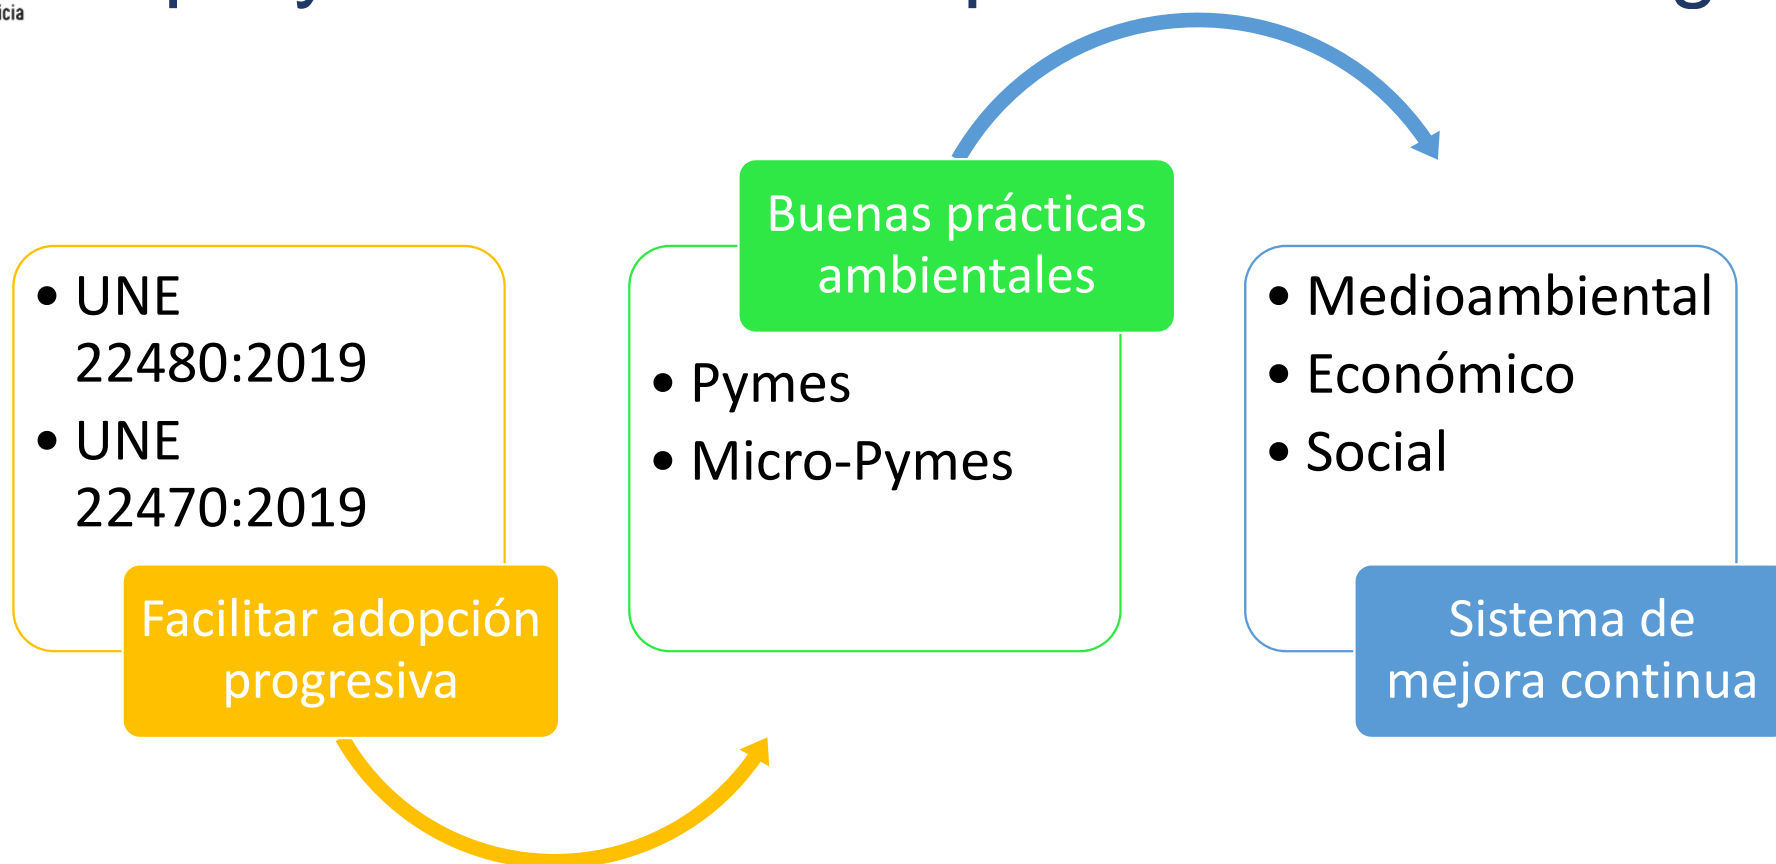 • UNE
22480:2019
• UNE
22470:2019
Facilitar adopción
progresiva
Buenas prácticas
ambientales
• Pymes
• Micro-Pymes
• Medioambiental
• Económico
• Social
Sistema de
mejora continua